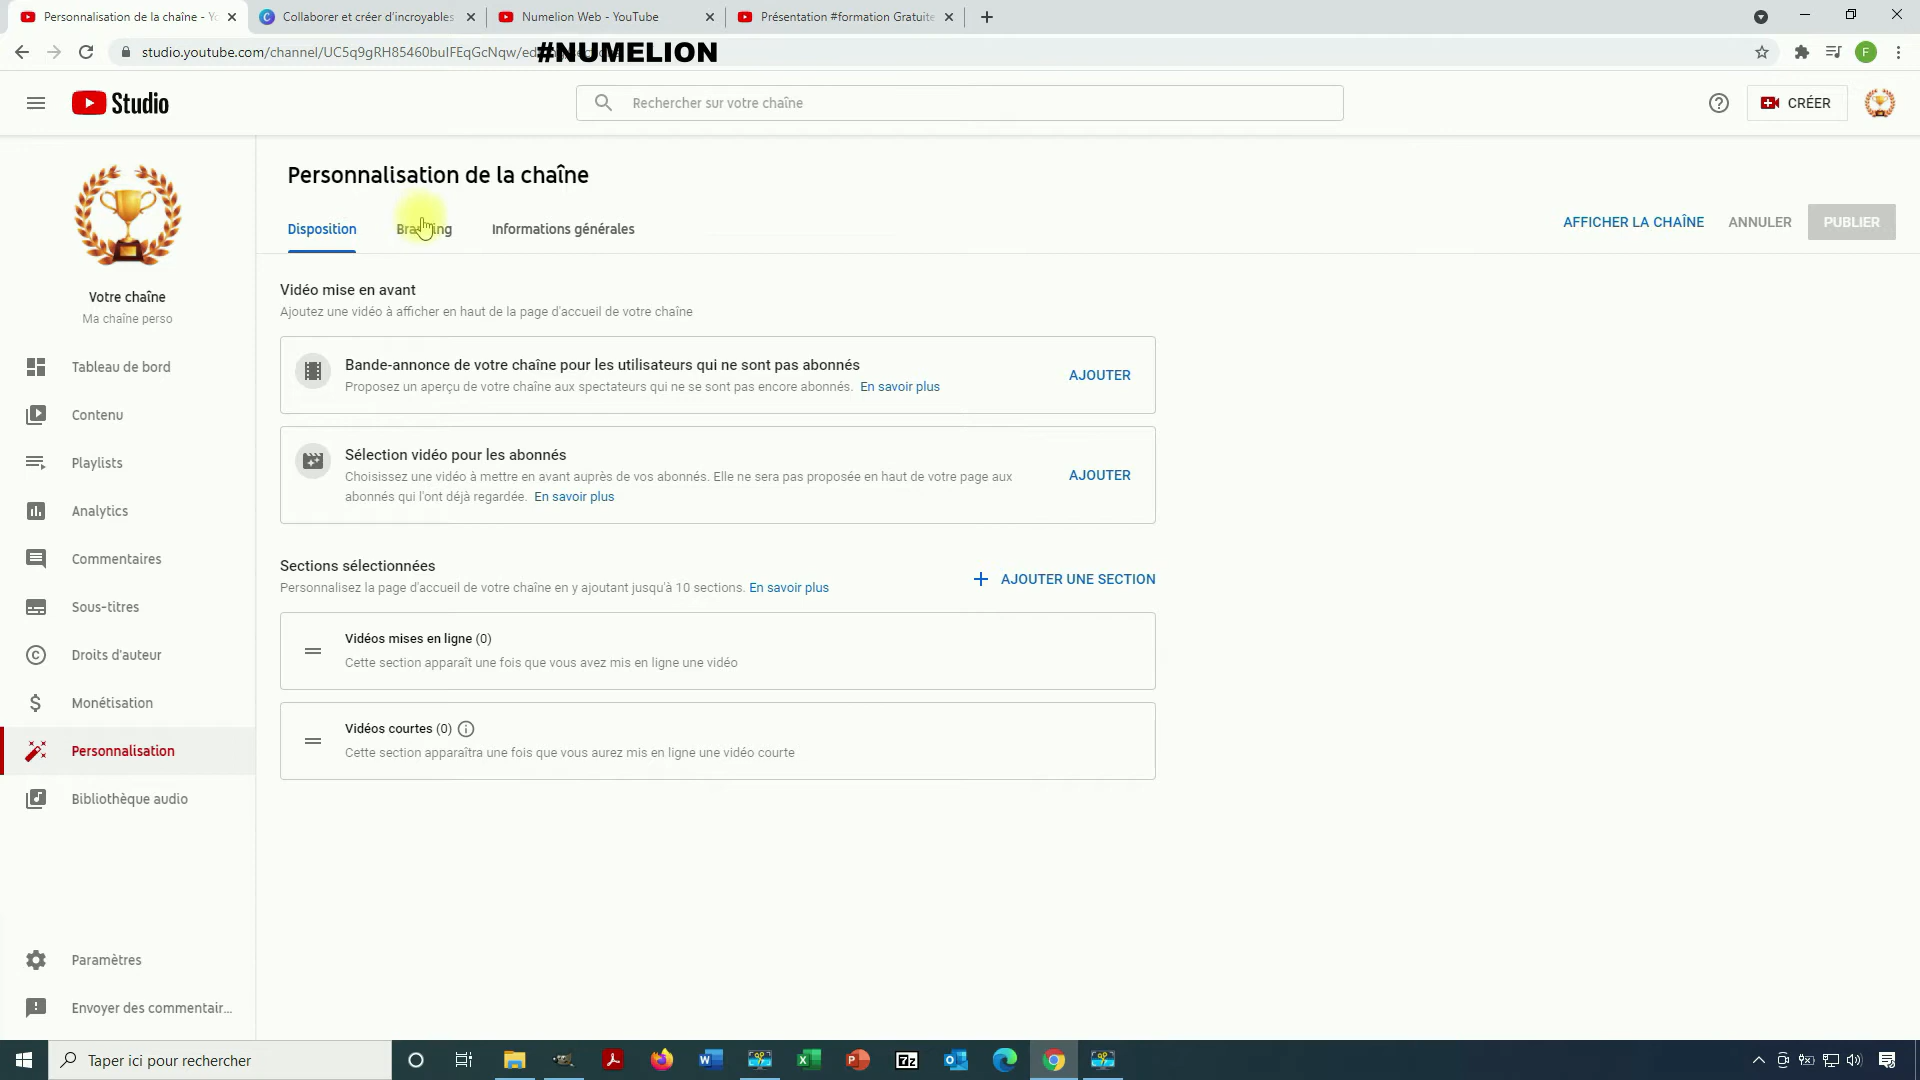 Personnalisation de la chaîne - Yo
Collaborer et créer d'incroyables
Numelion Web - YouTube
Présentation #formation Gratuite
studio.youtube.com/channel/UC5q9gRH85460buIFEqGcNqw/ed
#NUMELION
F
Studio
Rechercher sur votre chaîne
CRÉER
Personnalisation de la chaîne
Disposition
Branding
Informations générales
AFFICHER LA CHAÎNE
ANNULER
PUBLIER
Votre chaîne
Ma chaîne perso
Tableau de bord
Contenu
Playlists
Analytics
Commentaires
Sous-titres
Droits d'auteur
Monétisation
Personnalisation
Bibliothèque audio
Paramètres
Envoyer des commentair...
Vidéo mise en avant
Ajoutez une vidéo à afficher en haut de la page d'accueil de votre chaîne
Bande-annonce de votre chaîne pour les utilisateurs qui ne sont pas abonnés
Proposez un aperçu de votre chaîne aux spectateurs qui ne se sont pas encore abonnés. En savoir plus
AJOUTER
Sélection vidéo pour les abonnés
Choisissez une vidéo à mettre en avant auprès de vos abonnés. Elle ne sera pas proposée en haut de votre page aux
abonnés qui l'ont déjà regardée. En savoir plus
AJOUTER
Sections sélectionnées
Personnalisez la page d'accueil de votre chaîne en y ajoutant jusqu'à 10 sections. En savoir plus
AJOUTER UNE SECTION
Vidéos mises en ligne (0)
Cette section apparaît une fois que vous avez mis en ligne une vidéo
Vidéos courtes (0)
Cette section apparaîtra une fois que vous aurez mis en ligne une vidéo courte
Taper ici pour rechercher